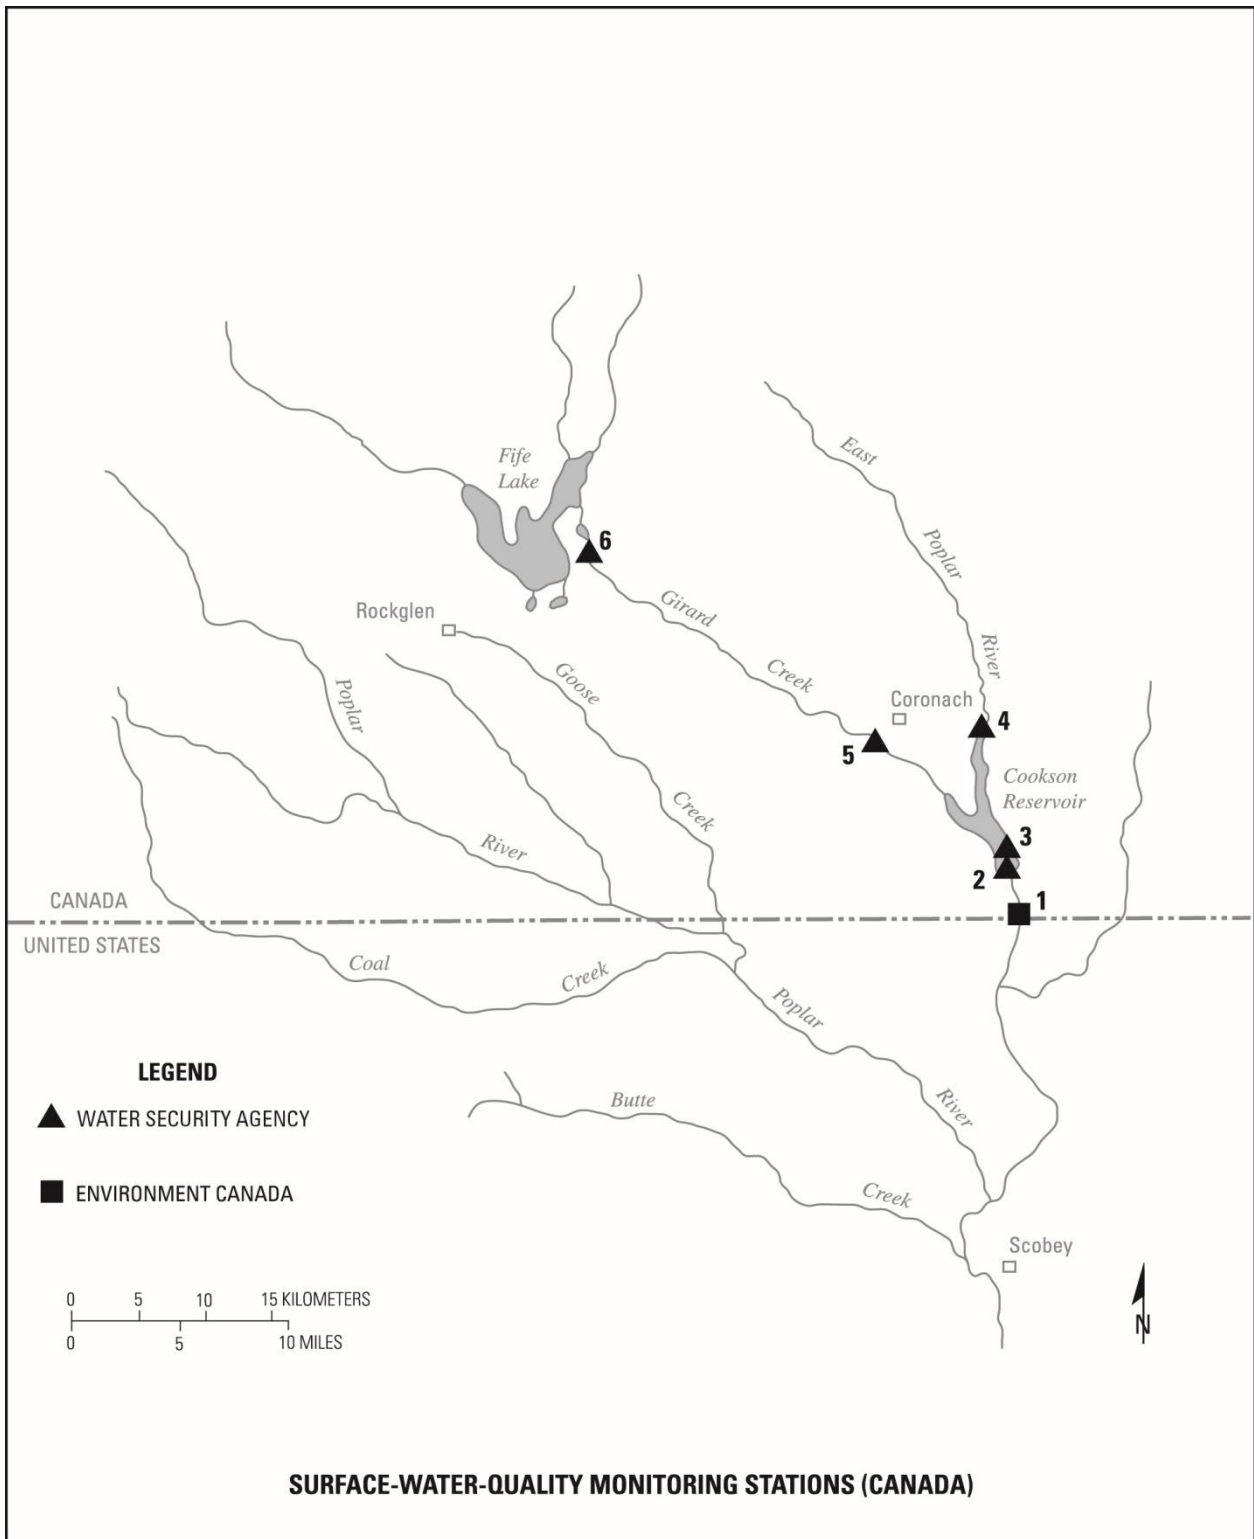 East
Fife
Lake
6
Poplar
Girard
Rockglen
River
Goose
Creek
Coronach
4
Poplar
5
Cookson
Reservoir
Creek
3
River
2
1
CANADA
UNITED STATES
Coal
Creek
Poplar
LEGEND
WATER SECURITY AGENCY
Butte
River
ENVIRONMENT CANADA
Creek
Scobey
0 5 10 15 KILOMETERS
0 5 10 MILES
N
SURFACE-WATER-QUALITY MONITORING STATIONS (CANADA)